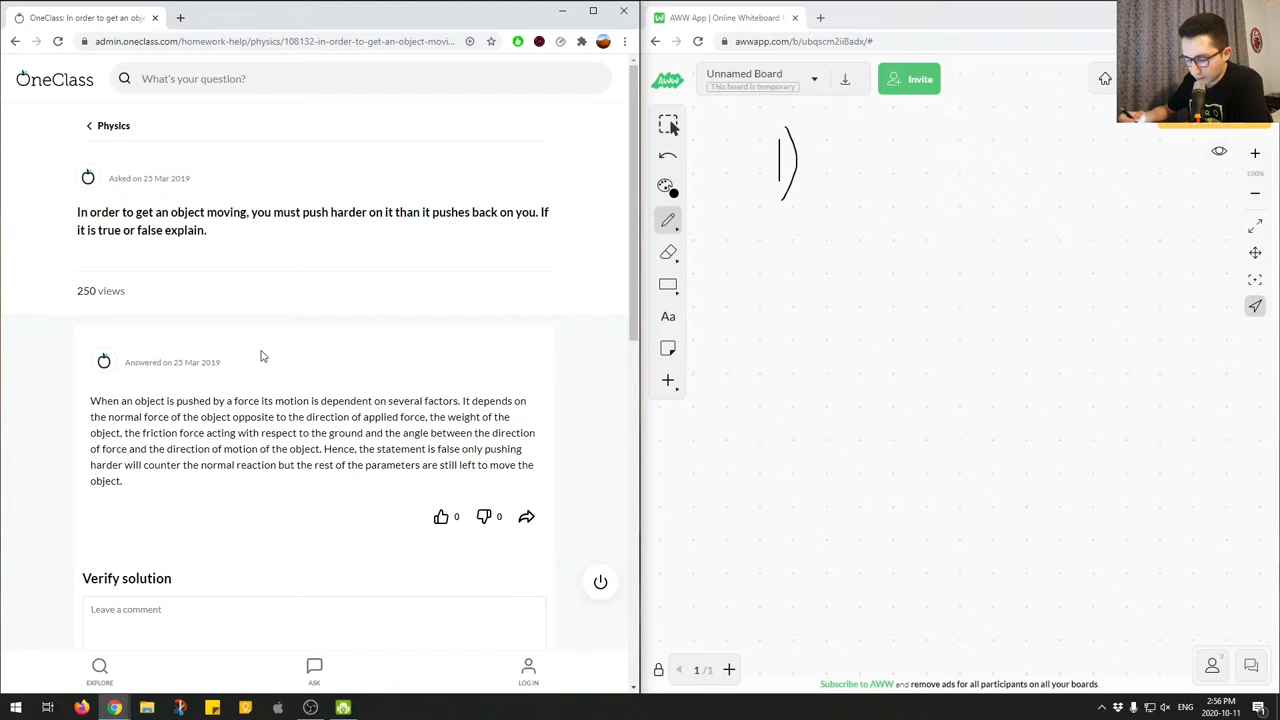 OneClass: In order to get an obje
AWW App | Online Whiteboard f
admin.oneclass.com/homework-help/physics/108132-in-order-to-get-an-object-movi...
awwapp.com/b/ubqscm2ii8adx/#
OneClass
What's your question?
Unnamed Board
This board is temporary
Invite
Physics
1)
100%
Asked on 25 Mar 2019
In order to get an object moving, you must push harder on it than it pushes back on you. If
it is true or false explain.
250 views
Aa
Answered on 25 Mar 2019
When an object is pushed by a force its motion is dependent on several factors. It depends on
the normal force of the object opposite to the direction of applied force, the weight of the
object, the friction force acting with respect to the ground and the angle between the direction
of force and the direction of motion of the object. Hence, the statement is false only pushing
harder will counter the normal reaction but the rest of the parameters are still left to move the
object.
0
0
Verify solution
Leave a comment
EXPLORE
ASK
LOG IN
1 / 1
Subscribe to AWW and remove ads for all participants on all your boards.
ENG
2:56 PM
2020-10-11